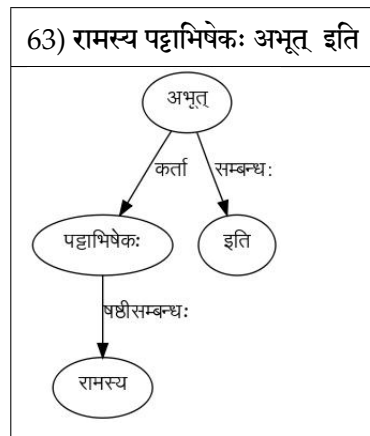 63) रामस्य पट्टाभिषेकः अभूत् इति
अभूत्
कर्ता सम्बन्धः
पट्टाभिषेकः इति
षष्ठीसम्बन्धः
रामस्य